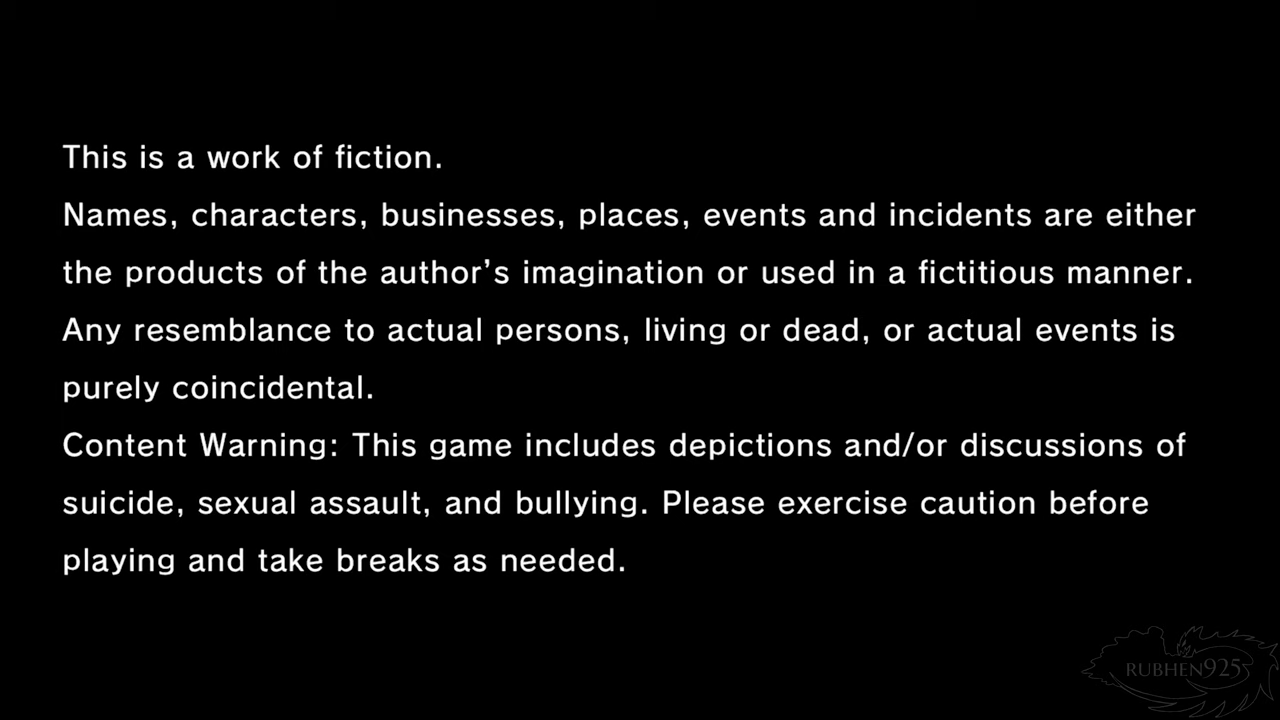 This is a work of fiction.
Names, characters, businesses, places, events and incidents are either
the products of the author’s imagination or used in a fictitious manner.
Any resemblance to actual persons, living or dead, or actual events is
purely coincidental.
Content Warning: This game includes depictions and/or discussions of
suicide, sexual assault, and bullying. Please exercise caution before
playing and take breaks as needed.
RUBHEN925